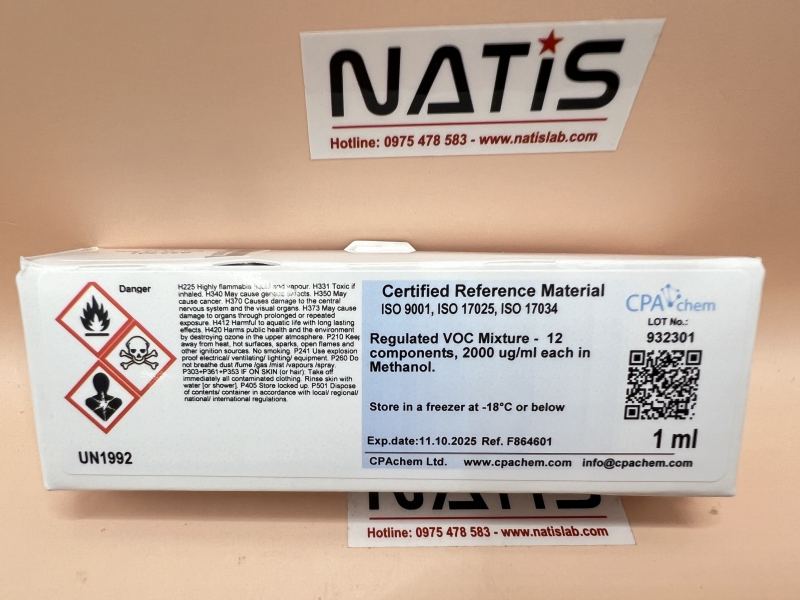 NATIS
Hotline: 0975 478 583 - www.natislab.com
Danger
H225 Highly flammable liquid and vapour. H331 Toxic if
inhaled. H340 May cause genetic defects. H350 May
cause cancer. H370 Causes damage to the central
nervous system and the visual organs. H373 May cause
damage to organs through prolonged or repeated
exposure. H412 Harmful to aquatic life with long lasting
effects. H420 Harms public health and the environment
by destroying ozone in the upper atmosphere. P210 Keep
away from heat, hot surfaces, sparks, open flames and
other ignition sources. No smoking. P241 Use explosion
proof electrical/ ventilating/ lighting/ equipment. P260 Do
not breathe dust /fume /gas /mist /vapours /spray.
P303+P361+P353 IF ON SKIN (or hair): Take off
immediately all contaminated clothing. Rinse skin with
water [or shower]. P405 Store locked up. P501 Dispose
of contents/ container in accordance with local/ regional/
national/ international regulations.
UN1992
Certified Reference Material
ISO 9001, ISO 17025, ISO 17034
Regulated VOC Mixture - 12
components, 2000 ug/ml each in
Methanol.
Store in a freezer at -18°C or below
Exp.date:11.10.2025 Ref. F864601
CPAchem Ltd. www.cpachem.com info@cpachem.com
CPAchem
LOT No.:
932301
1 ml
NATIS
Hotline: 0975 478 583 - www.natislab.com